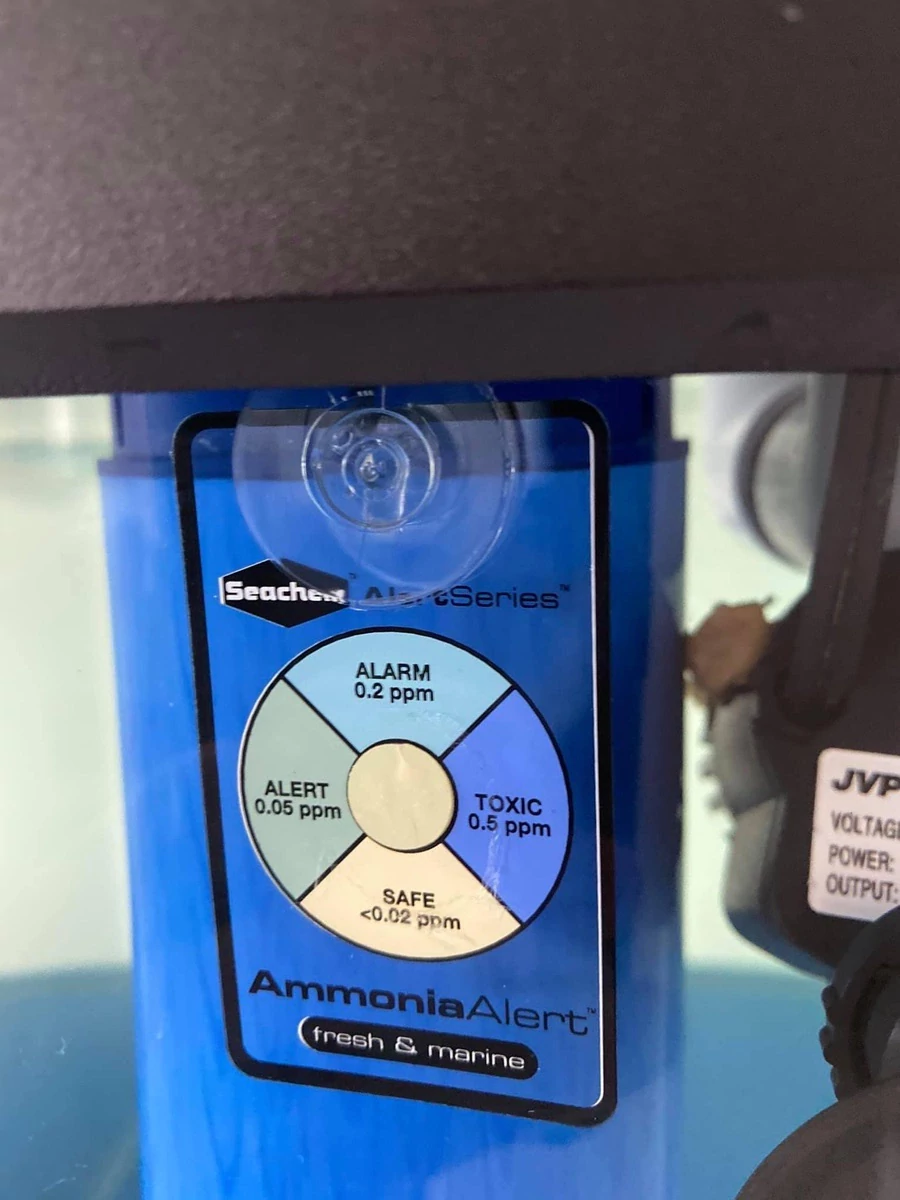 Seachem™ AlertSeries™
ALARM
0.2 ppm
ALERT
0.05 ppm
TOXIC
0.5 ppm
SAFE
<0.02 ppm
AmmoniaAlert™
fresh & marine
JVP
VOLTAGE
POWER:
OUTPUT: